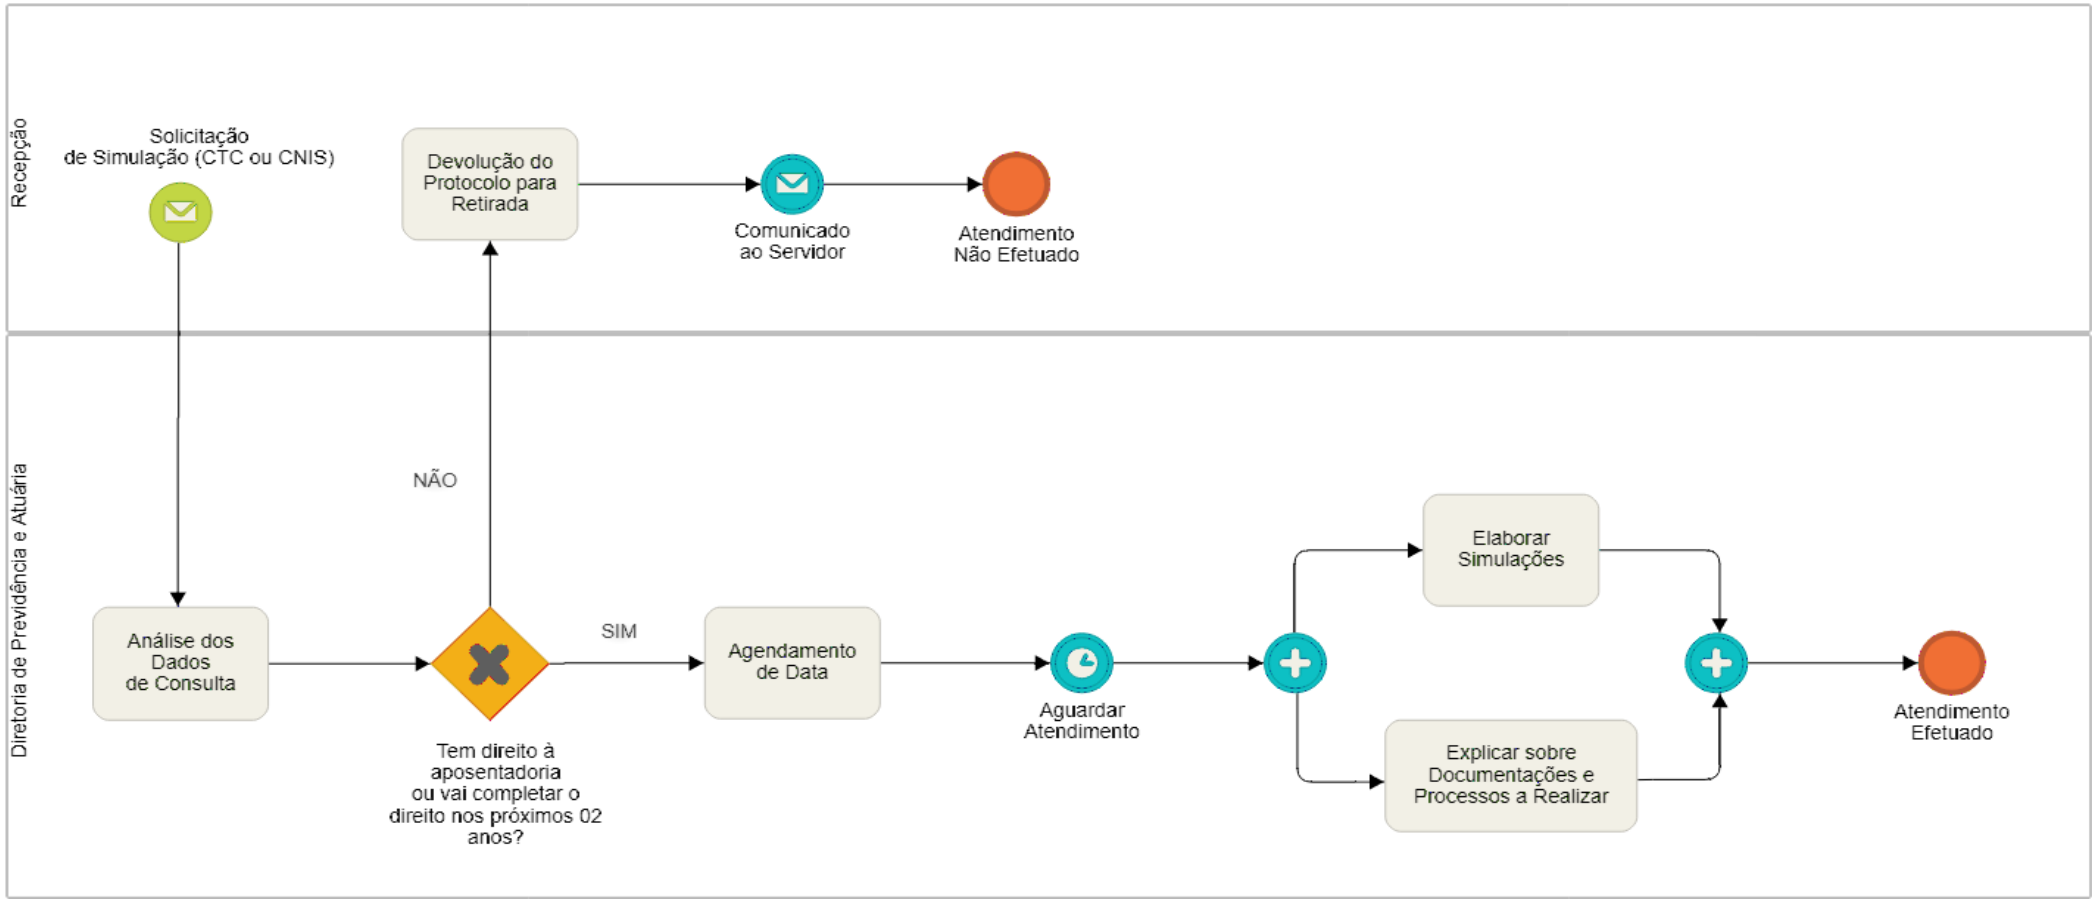 Recepção
Solicitação
de Simulação (CTC ou CNIS)
Devolução do
Protocolo para
Retirada
Comunicado
ao Servidor
Atendimento
Não Efetuado
Diretoria de Previdência e Atuária
NÃO
Análise dos
Dados
de Consulta
Tem direito à
aposentadoria
ou vai completar o
direito nos próximos 02
anos?
SIM
Agendamento
de Data
Aguardar
Atendimento
Elaborar
Simulações
Explicar sobre
Documentações e
Processos a Realizar
Atendimento
Efetuado